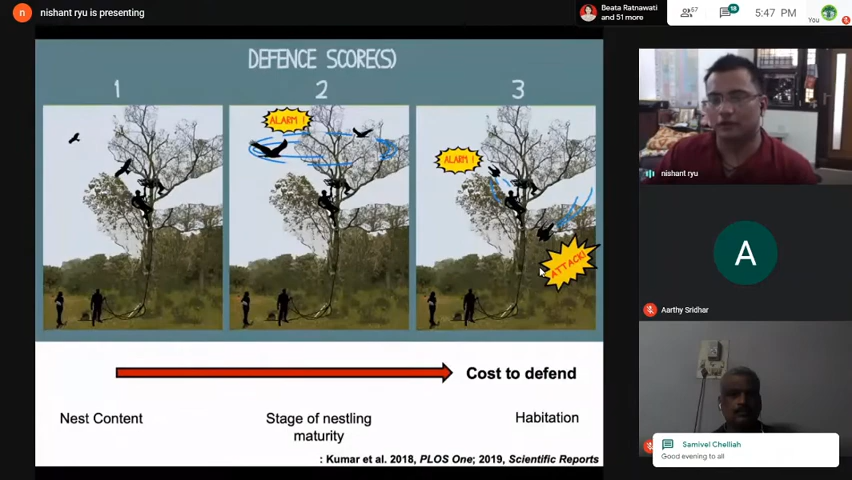 n
nishant ryu is presenting
Beata Ratnawati
and 51 more
57
18
5:47 PM
You
DEFENCE SCORE(S)
1
2
3
ALARM !
ALARM !
ATTACK!
Cost to defend
Nest Content
Stage of nestling
maturity
Habitation
: Kumar et al. 2018, PLOS One; 2019, Scientific Reports
nishant ryu
A
Aarthy Sridhar
Samivel Chelliah
Good evening to all